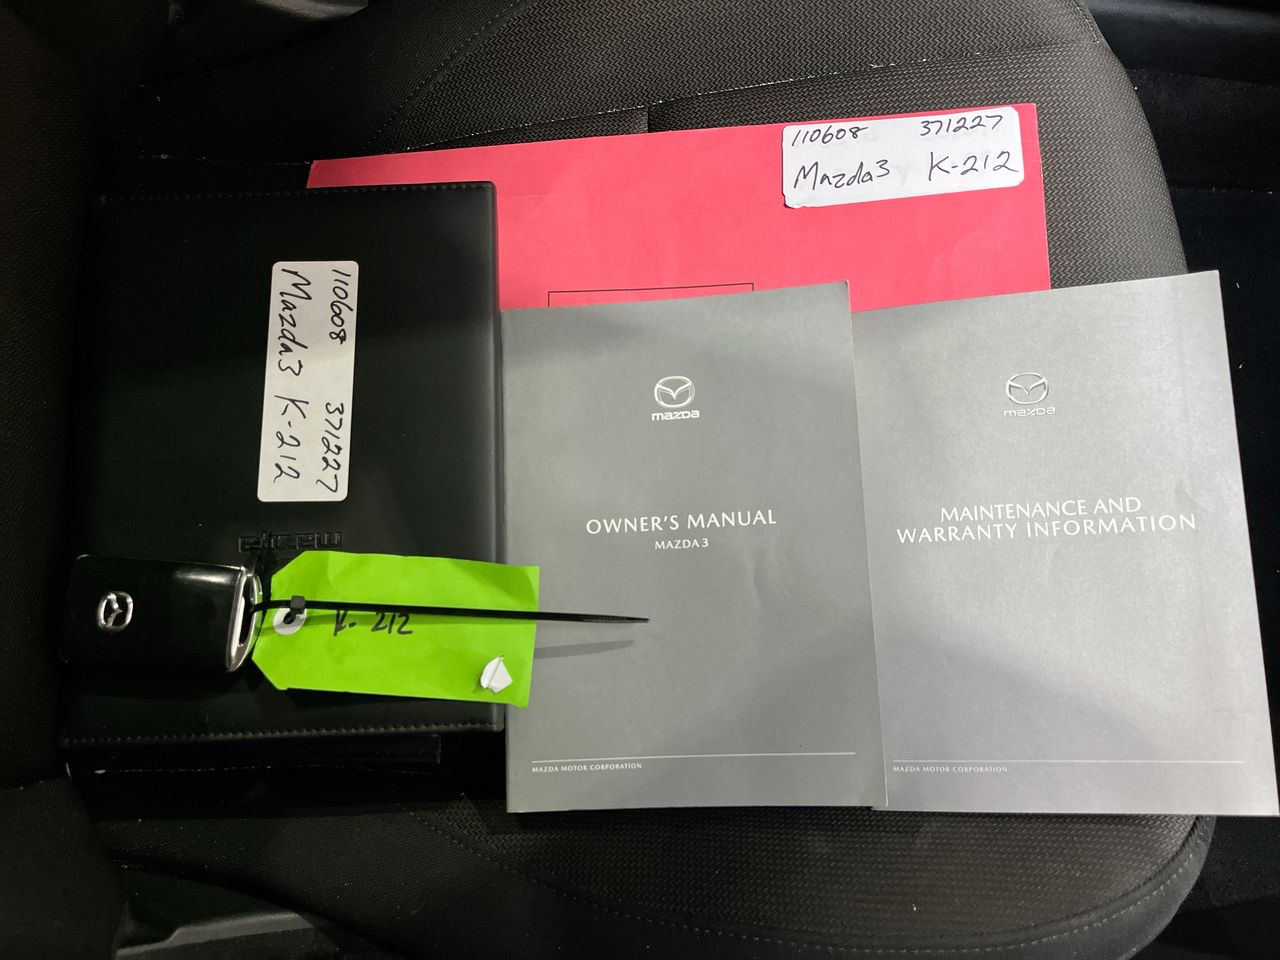 110608 371227
Mazda3 K-212
110608 371227
Mazda3 K-212
mazda
K-212
mazda
OWNER'S MANUAL
MAZDA3
MAZDA MOTOR CORPORATION
mazda
MAINTENANCE AND
WARRANTY INFORMATION
MAZDA MOTOR CORPORATION